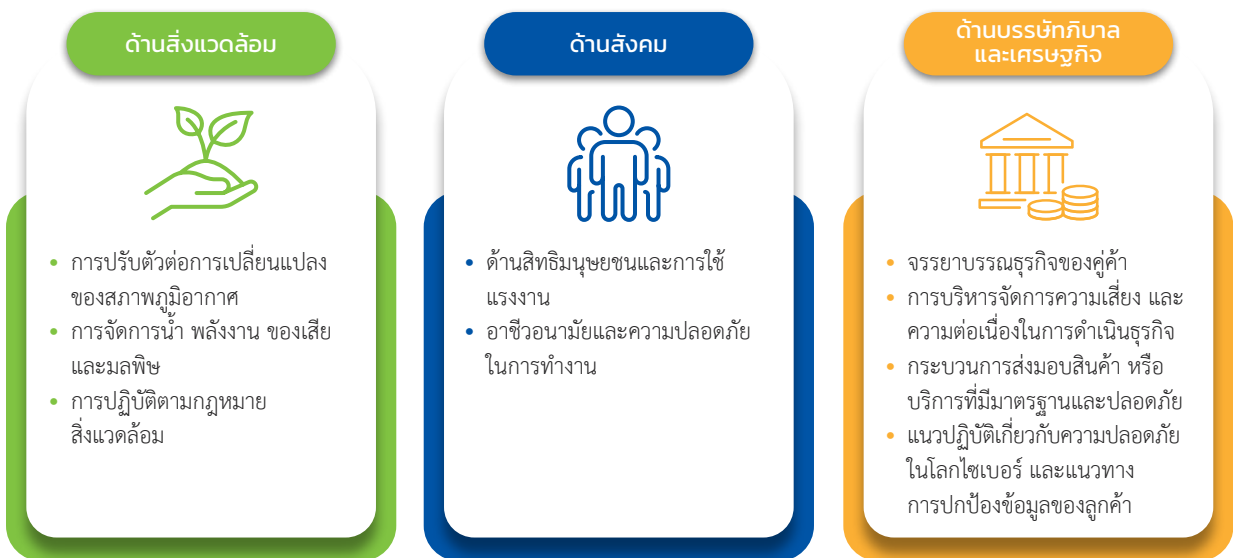 ด้านสิ่งแวดล้อม
• การปรับตัวต่อการเปลี่ยนแปลง
ของสภาพภูมิอากาศ
• การจัดการน้ำ พลังงาน ของเสีย
และมลพิษ
• การปฏิบัติตามกฎหมาย
สิ่งแวดล้อม
ด้านสังคม
• ด้านสิทธิมนุษยชนและการใช้
แรงงาน
• อาชีวอนามัยและความปลอดภัย
ในการทำงาน
ด้านบรรษัทภิบาล
และเศรษฐกิจ
• จรรยาบรรณธุรกิจของคู่ค้า
• การบริหารจัดการความเสี่ยง และ
ความต่อเนื่องในการดำเนินธุรกิจ
• กระบวนการส่งมอบสินค้า หรือ
บริการที่มีมาตรฐานและปลอดภัย
• แนวปฏิบัติเกี่ยวกับความปลอดภัย
ในโลกไซเบอร์ และแนวทาง
การปกป้องข้อมูลของลูกค้า